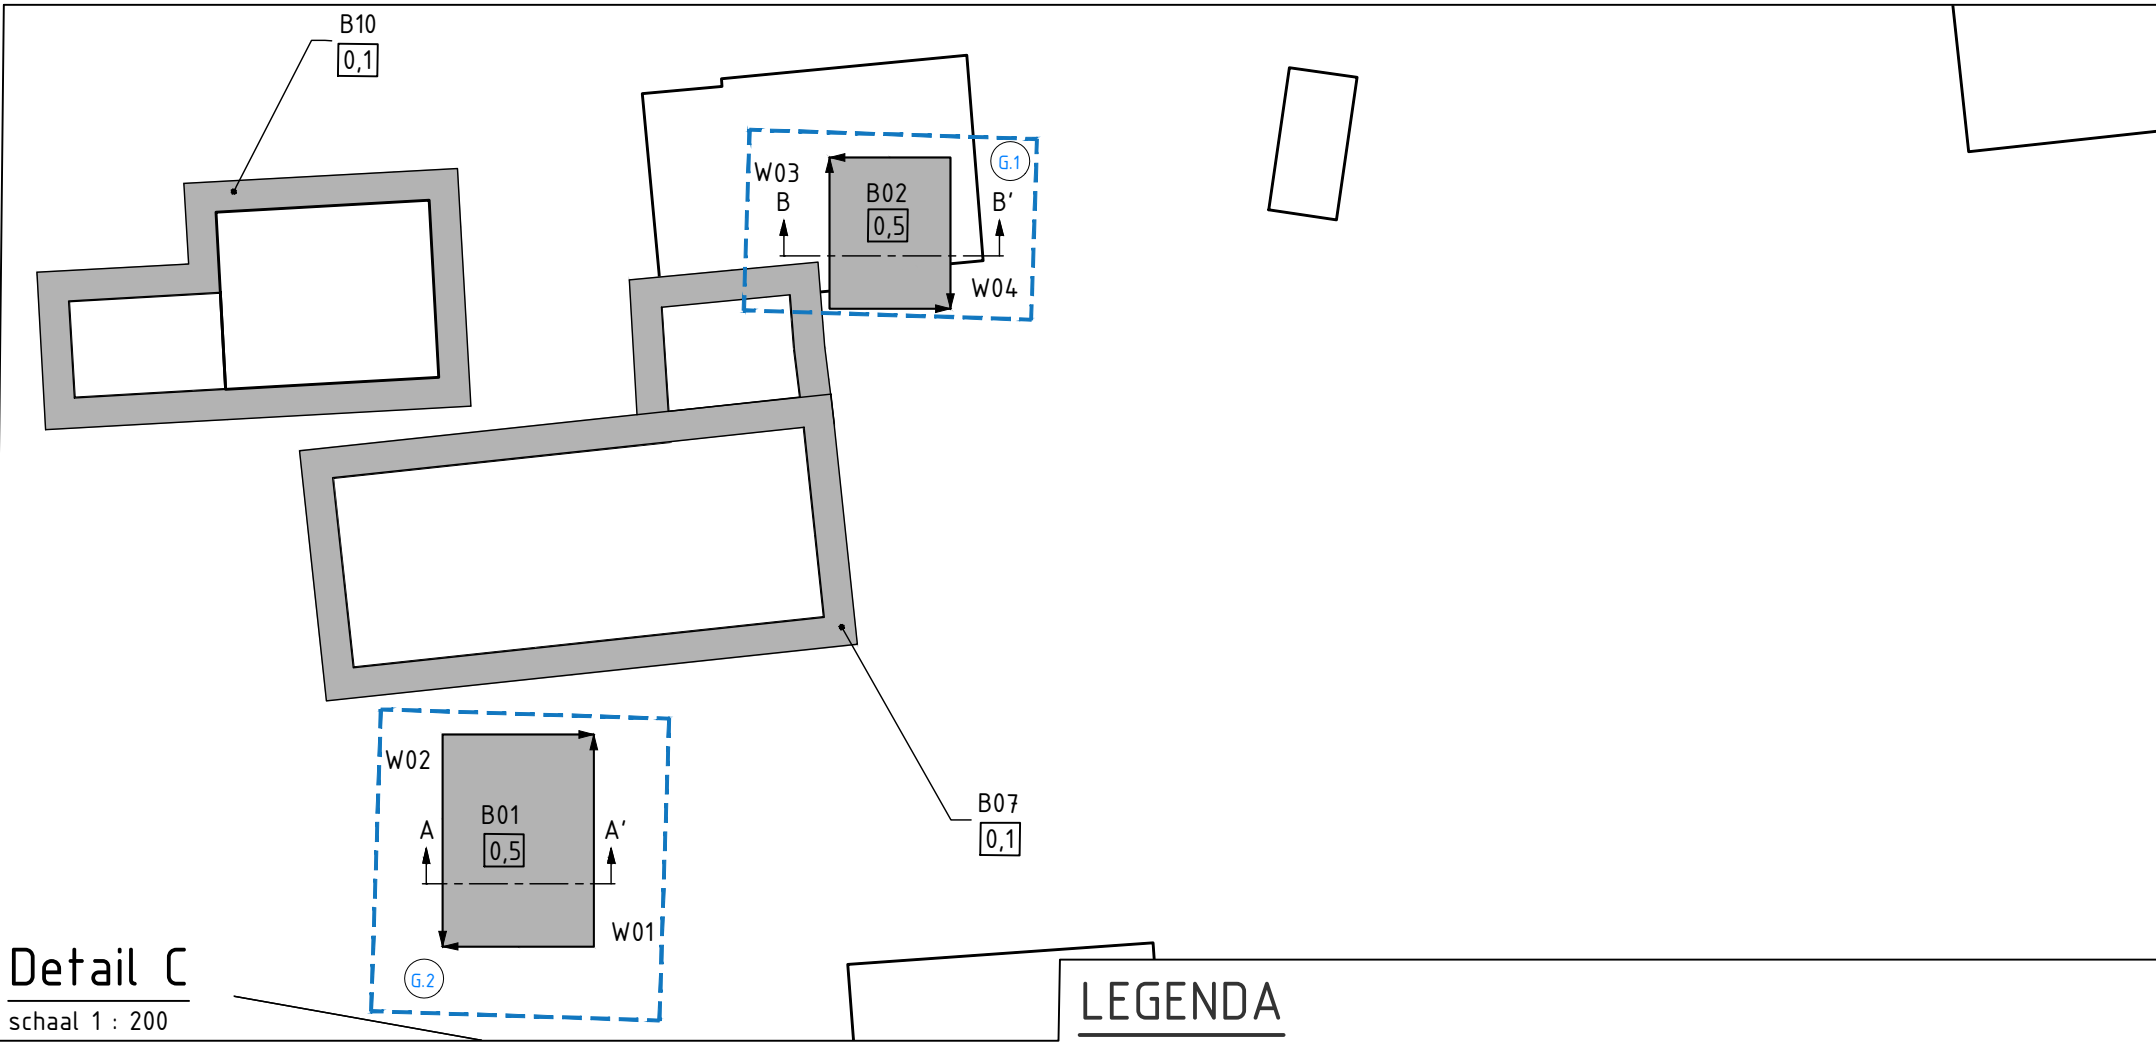 B10
0,1
W03
G.1
B
B02
B'
0,5
W04
W02
B01
A
A'
0,5
B07
0,1
W01
G.2
Detail C
schaal 1 : 200
LEGENDA